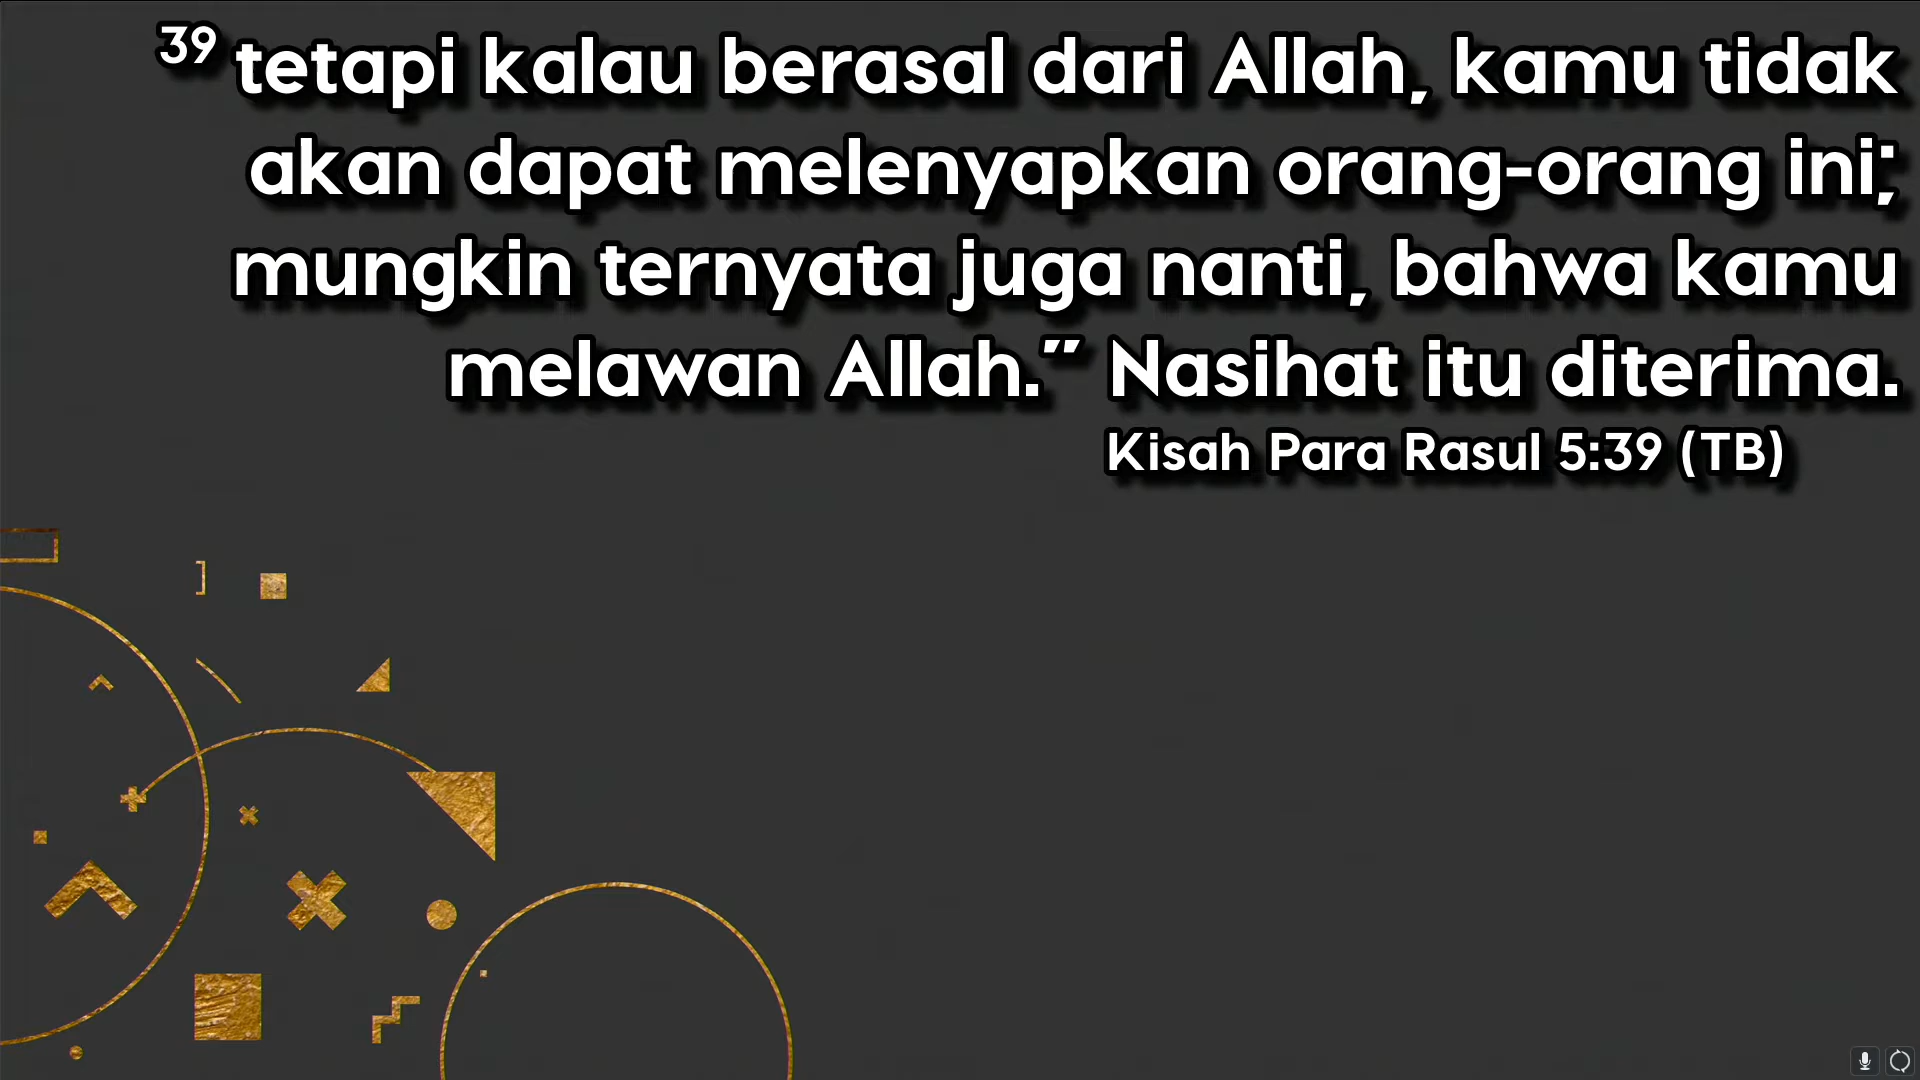 39 tetapi kalau berasal dari Allah, kamu tidak
akan dapat melenyapkan orang-orang ini;
mungkin ternyata juga nanti, bahwa kamu
melawan Allah.” Nasihat itu diterima.
Kisah Para Rasul 5:39 (TB)